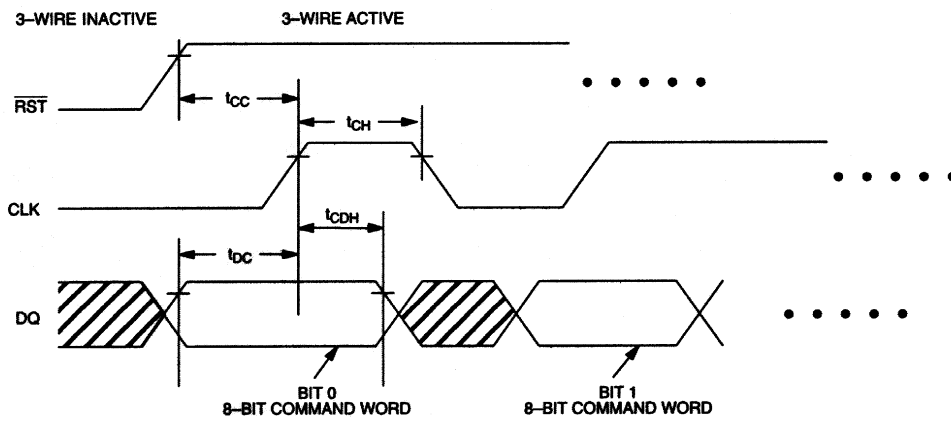 3–WIRE INACTIVE
3–WIRE ACTIVE
RST
tCC
tCH
CLK
tCDH
tDC
DQ
BIT 0
8–BIT COMMAND WORD
BIT 1
8–BIT COMMAND WORD